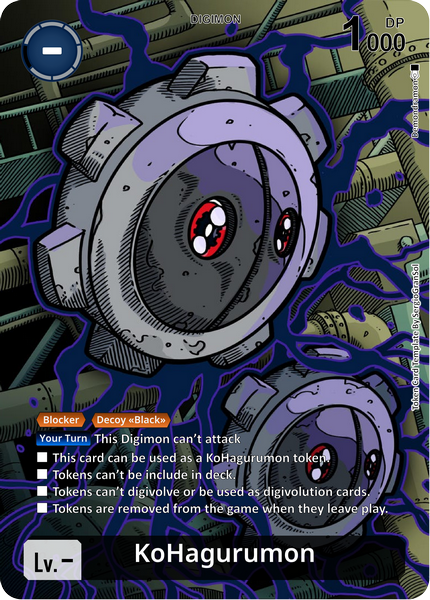 DIGIMON
-
1000
DP
Demondramon
Token Card Template By SergioGranSol
Blocker Decoy «Black»
Your Turn This Digimon can't attack
This card can be used as a KoHagurumon token.
Tokens can't be include in deck.
Tokens can't digivolve or be used as digivolution cards.
Tokens are removed from the game when they leave play.
Lv.-
KoHagurumon